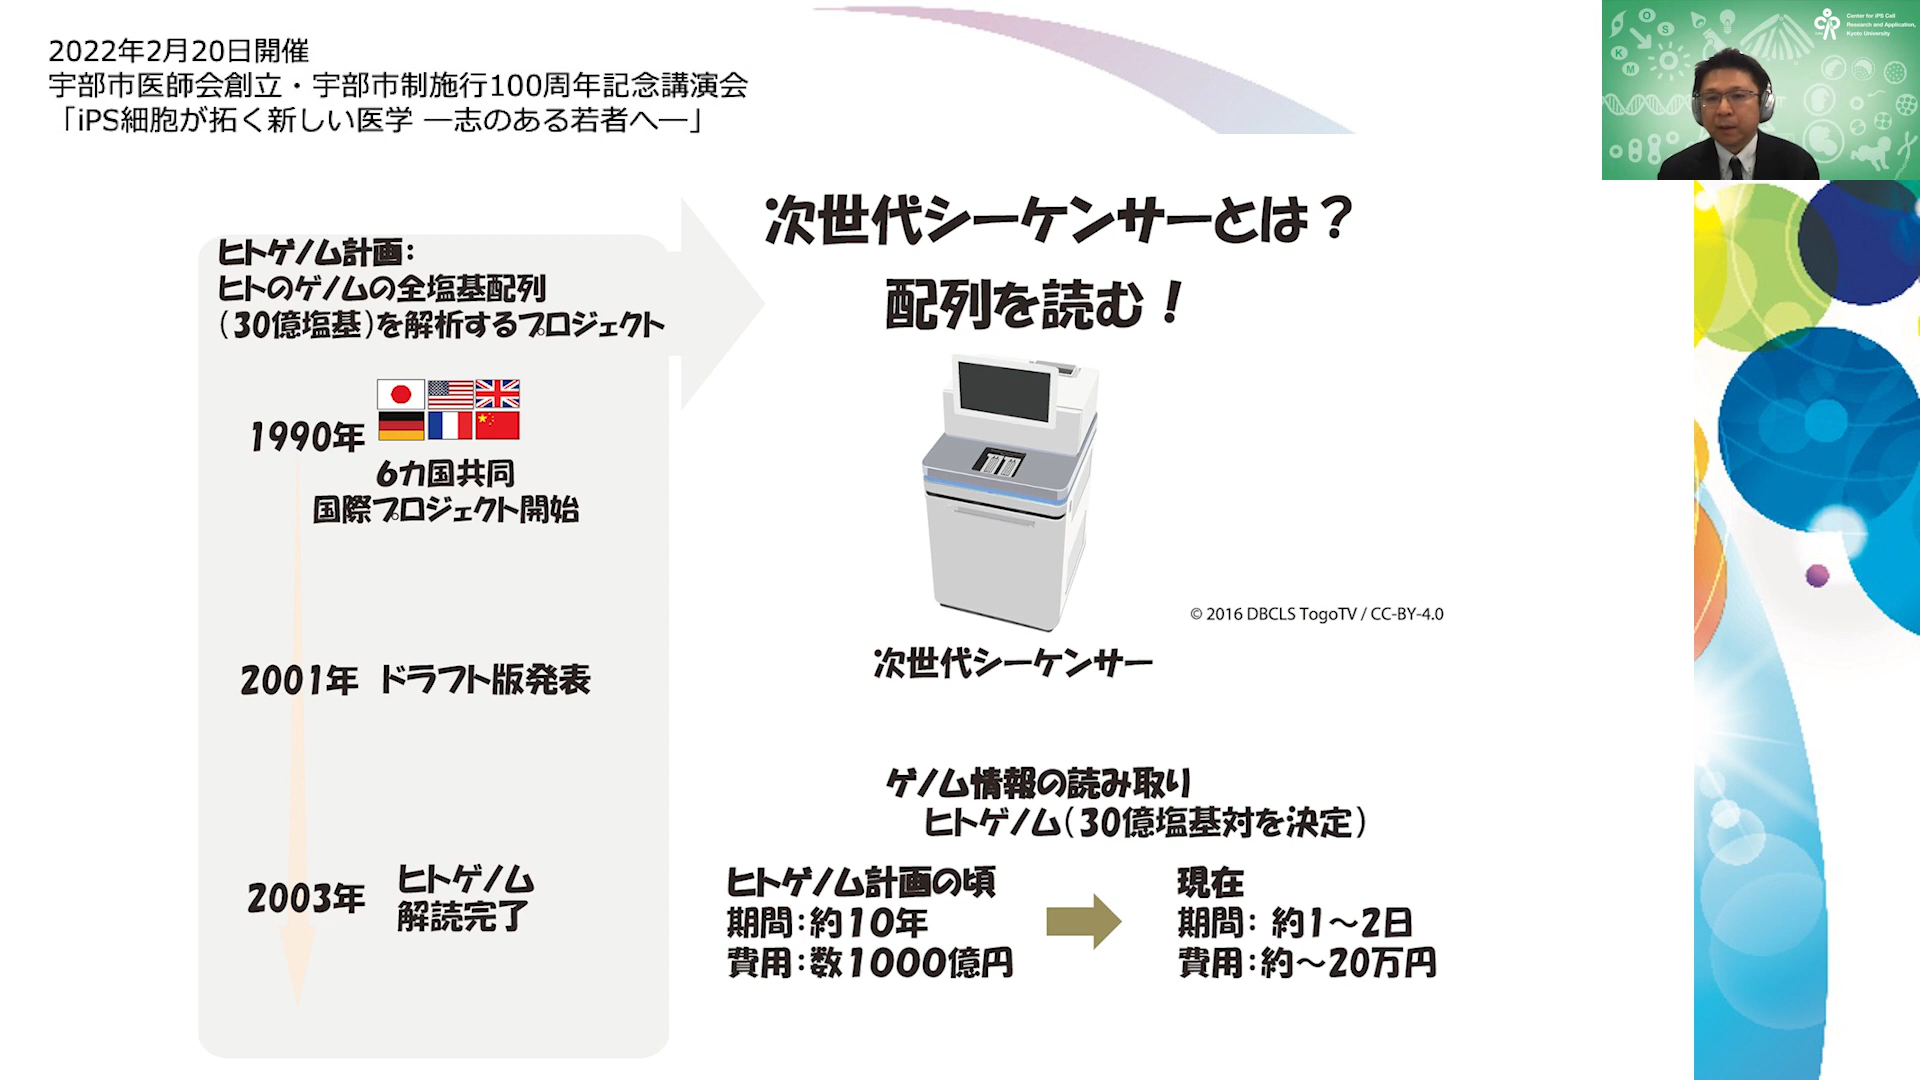 2022年2月20日開催
宇部市医師会創立・宇部市制施行100周年記念講演会
「iPS細胞が拓く新しい医学 ―志のある若者へ―」
Center for iPS Cell
Research and Application,
Kyoto University
次世代シーケンサーとは？
配列を読む！
ヒトゲノム計画：
ヒトのゲノムの全塩基配列
（30億塩基）を解析するプロジェクト
1990年
6カ国共同
国際プロジェクト開始
2001年 ドラフト版発表
2003年 ヒトゲノム
解読完了
© 2016 DBCLS TogoTV / CC-BY-4.0
次世代シーケンサー
ゲノム情報の読み取り
ヒトゲノム（30億塩基対を決定）
ヒトゲノム計画の頃
期間：約10年
費用：数1000億円
現在
期間： 約1～2日
費用：約～20万円